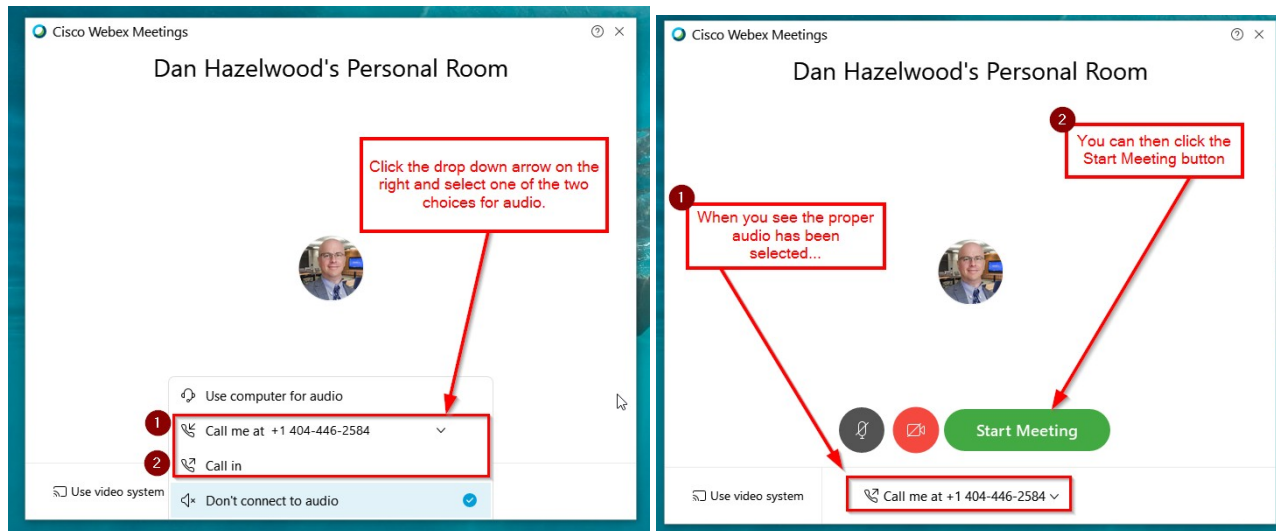 Cisco Webex Meetings
Dan Hazelwood's Personal Room
Click the drop down arrow on the
right and select one of the two
choices for audio.
Use computer for audio
1
Call me at +1 404-446-2584
2
Call in
Use video system
Don't connect to audio
Cisco Webex Meetings
Dan Hazelwood's Personal Room
2
You can then click the
Start Meeting button
1
When you see the proper
audio has been
selected...
Start Meeting
Use video system
Call me at +1 404-446-2584